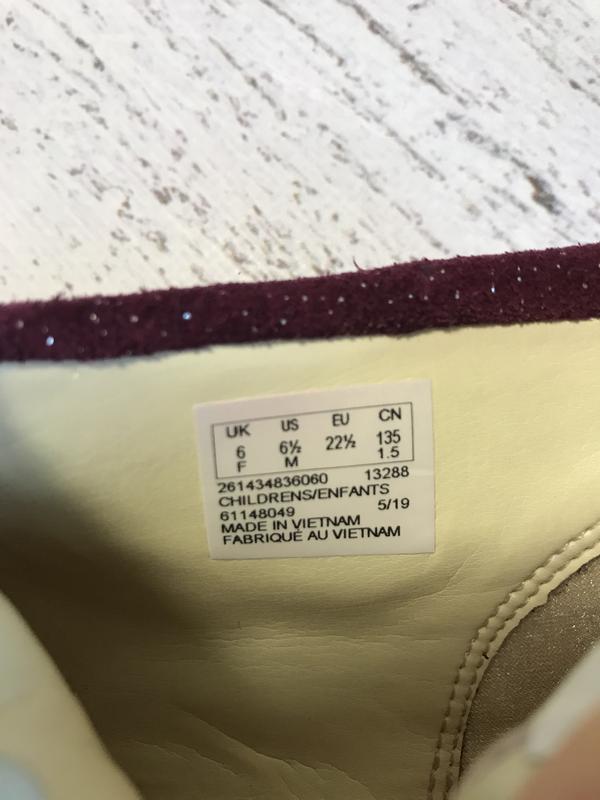 UK US EU CN
6 6½ 22½ 135
F M 1.5
261434836060 13288
CHILDRENS/ENFANTS
61148049 5/19
MADE IN VIETNAM
FABRIQUÉ AU VIETNAM